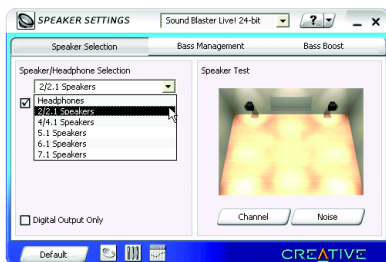 SPEAKER SETTINGS
Sound Blaster Live! 24-bit
?
Speaker Selection
Bass Management
Bass Boost
Speaker/Headphone Selection
2/2.1 Speakers
Headphones
2/2.1 Speakers
4/4.1 Speakers
5.1 Speakers
6.1 Speakers
7.1 Speakers
Digital Output Only
Speaker Test
Channel
Noise
Default
CREATIVE